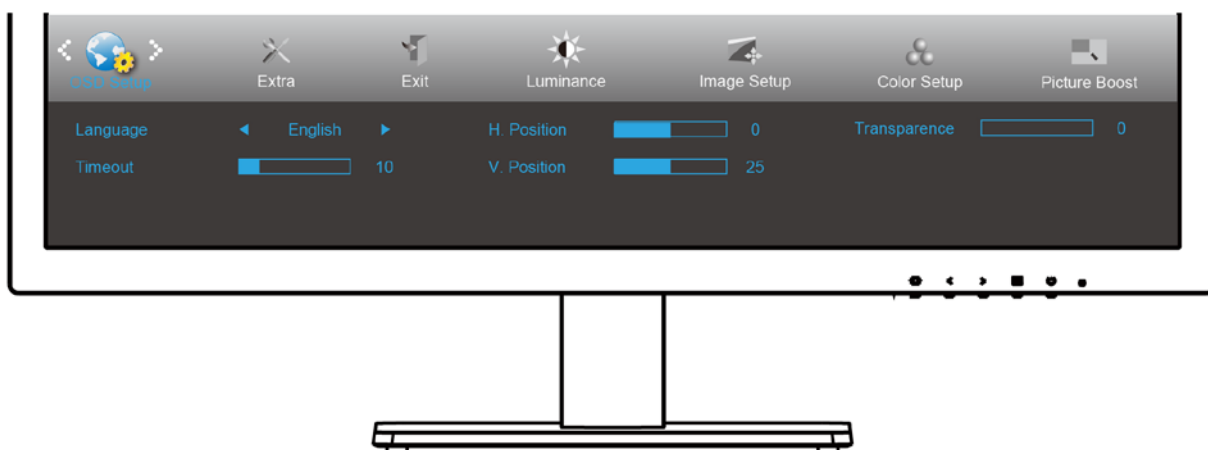 OSD Setup
Extra
Exit
Luminance
Image Setup
Color Setup
Picture Boost
Language English H. Position 0 Transparence 0
Timeout 10 V. Position 25